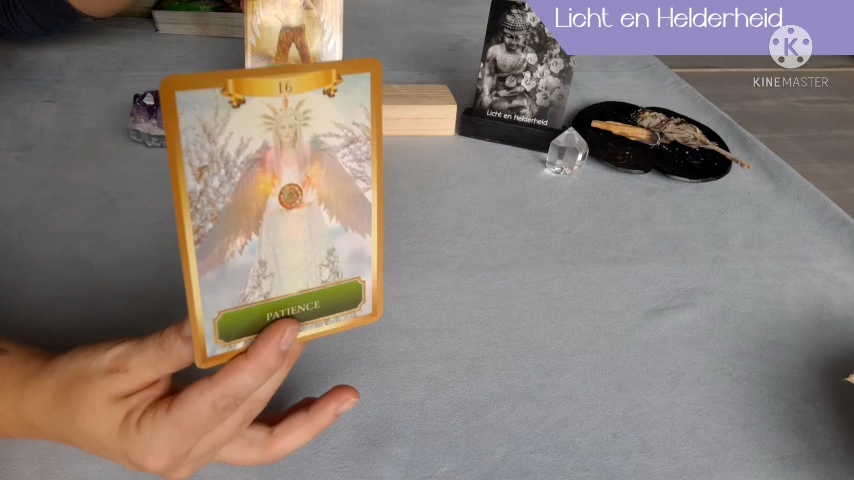 Licht en Helderheid
KINEMASTER
16
Licht en Helderheid
PATIENCE